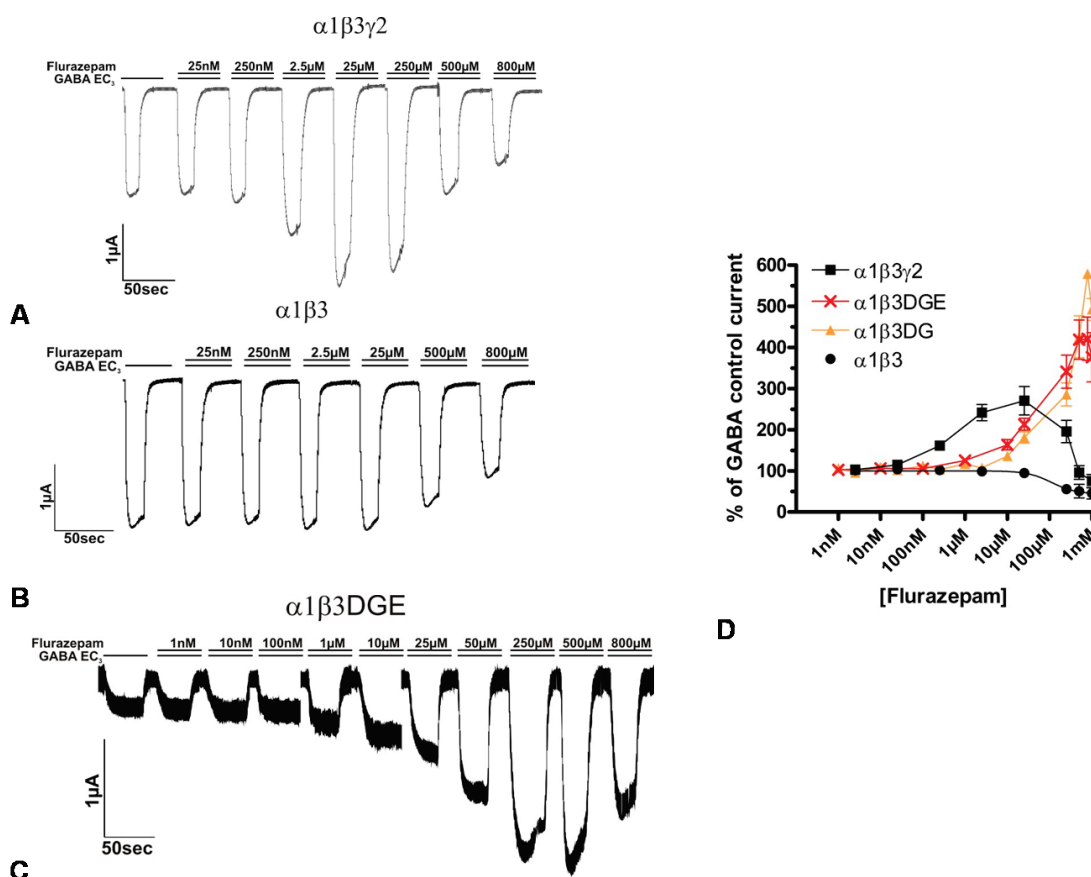 α1β3γ2
Flurazepam 25nM 250nM 2.5µM 25µM 250µM 500µM 800µM
GABA EC3
1µA
50sec
A
α1β3
Flurazepam 25nM 250nM 2.5µM 25µM 500µM 800µM
GABA EC3
1µA
50sec
B
α1β3DGE
Flurazepam 1nM 10nM 100nM 1µM 10µM 25µM 50µM 250µM 500µM 800µM
GABA EC3
1µA
50sec
C
% of GABA control current
600
500
400
300
200
100
0
α1β3γ2
α1β3DGE
α1β3DG
α1β3
1nM 10nM 100nM 1µM 10µM 100µM 1mM
[Flurazepam]
D